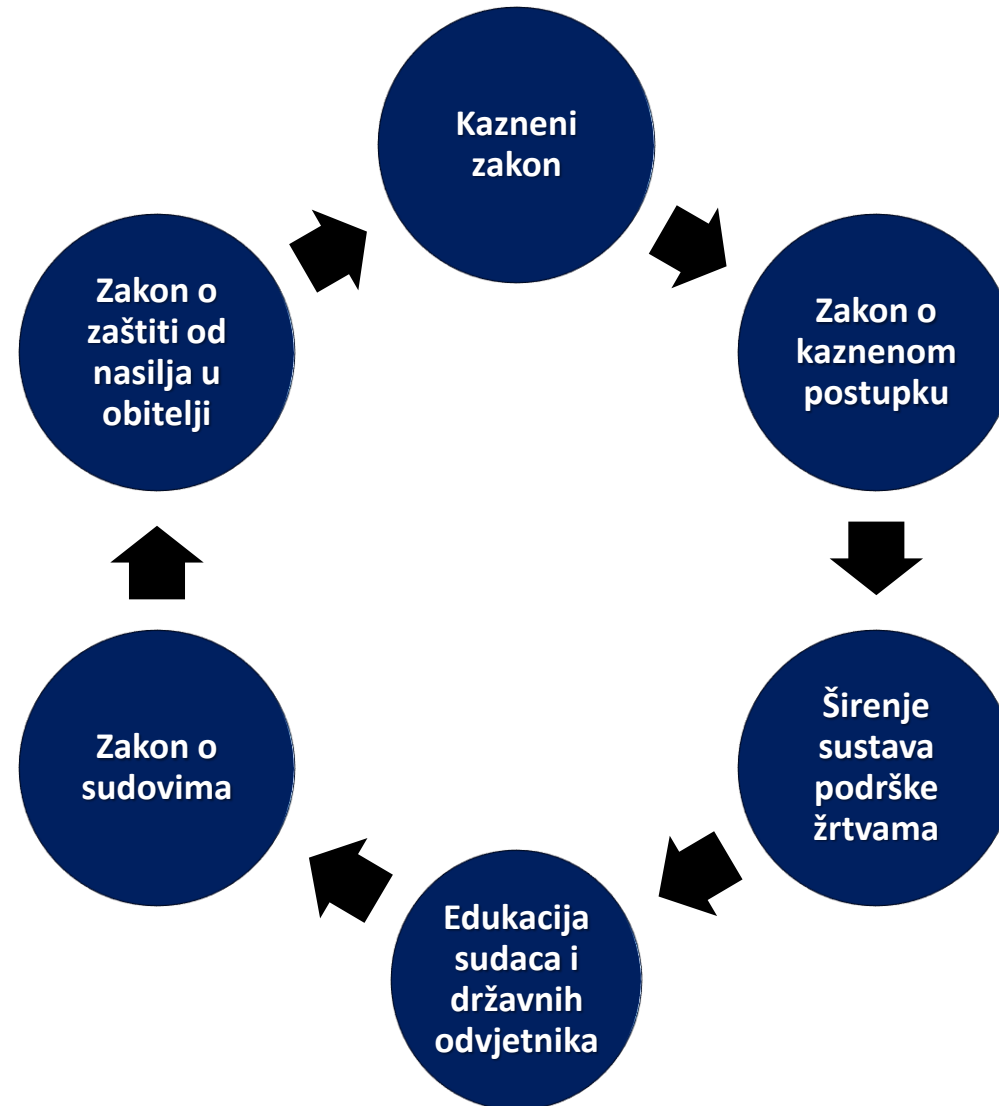 Kazneni
zakon
Zakon o
kaznenom
postupku
Širenje
sustava
podrške
žrtvama
Edukacija
sudaca i
državnih
odvjetnika
Zakon o
sudovima
Zakon o
zaštiti od
nasilja u
obitelji